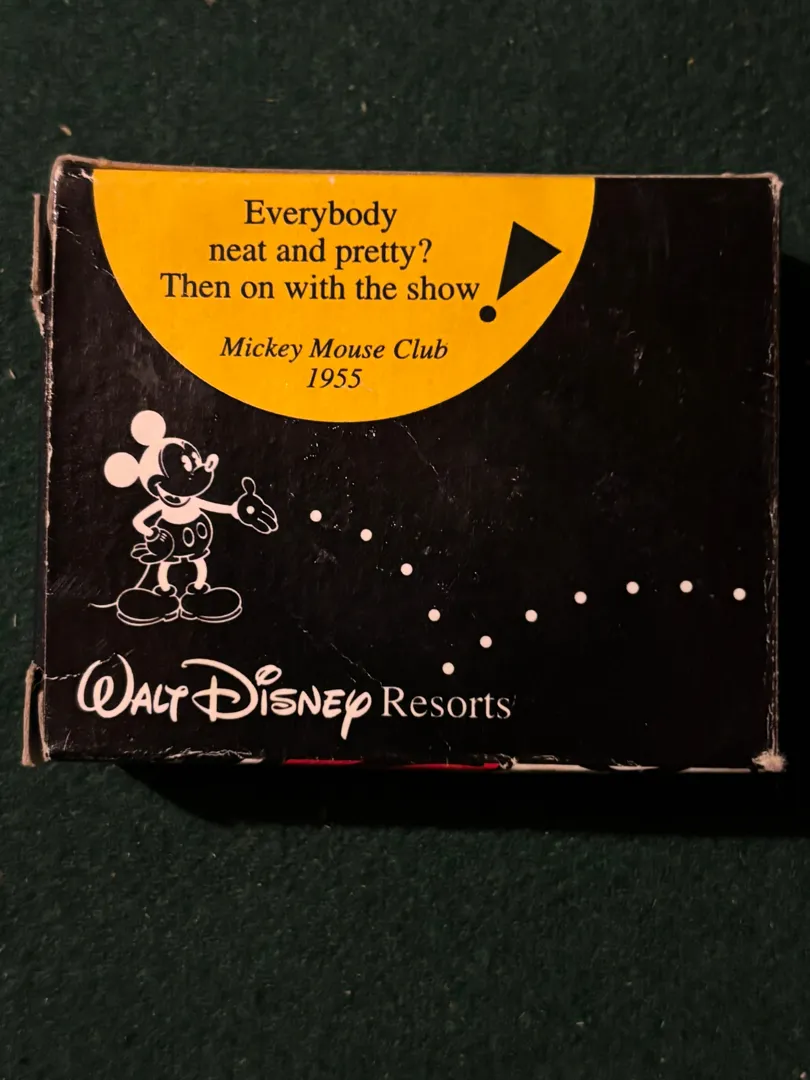 Everybody
neat and pretty?
Then on with the show!
Mickey Mouse Club
1955
WALT DISNEY Resorts